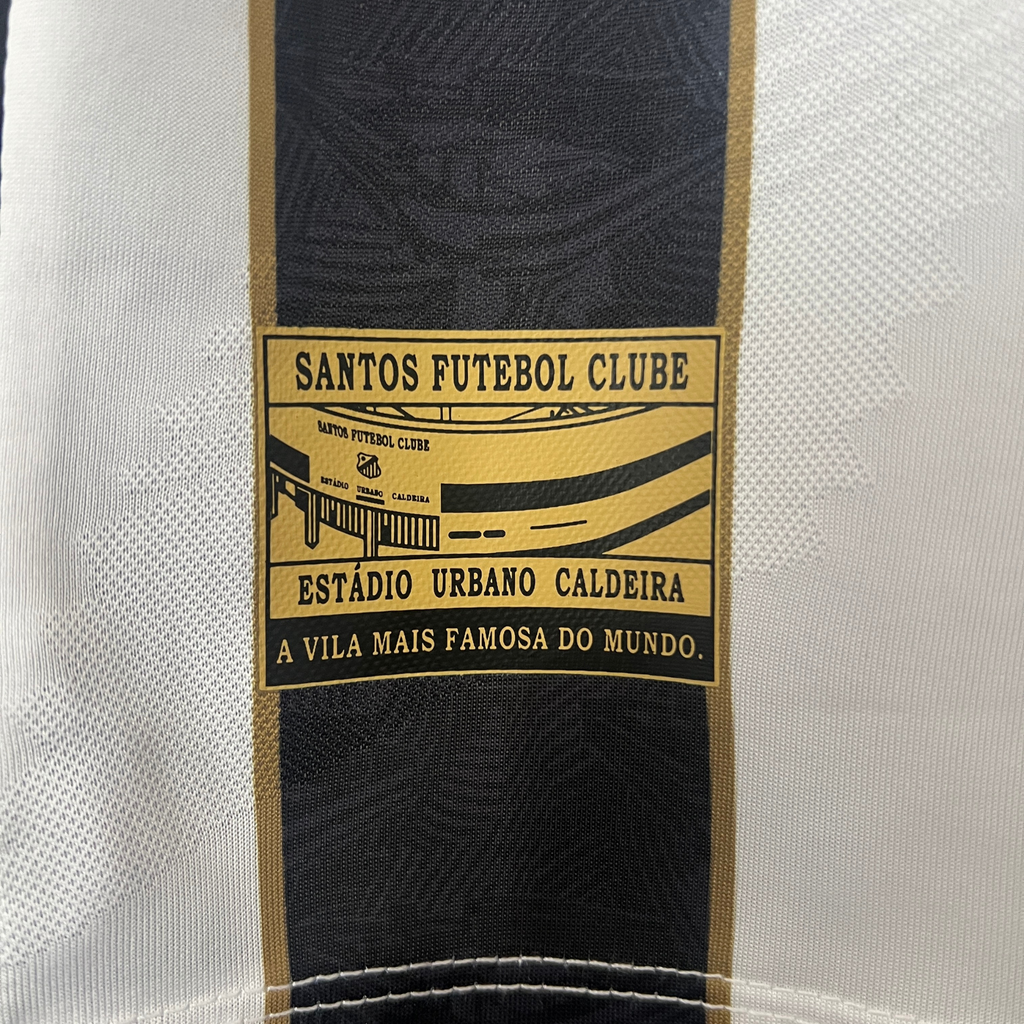 SANTOS FUTEBOL CLUBE
SANTOS FUTEBOL CLUBE
ESTÁDIO URBANO CALDEIRA
ESTÁDIO URBANO CALDEIRA
A VILA MAIS FAMOSA DO MUNDO.